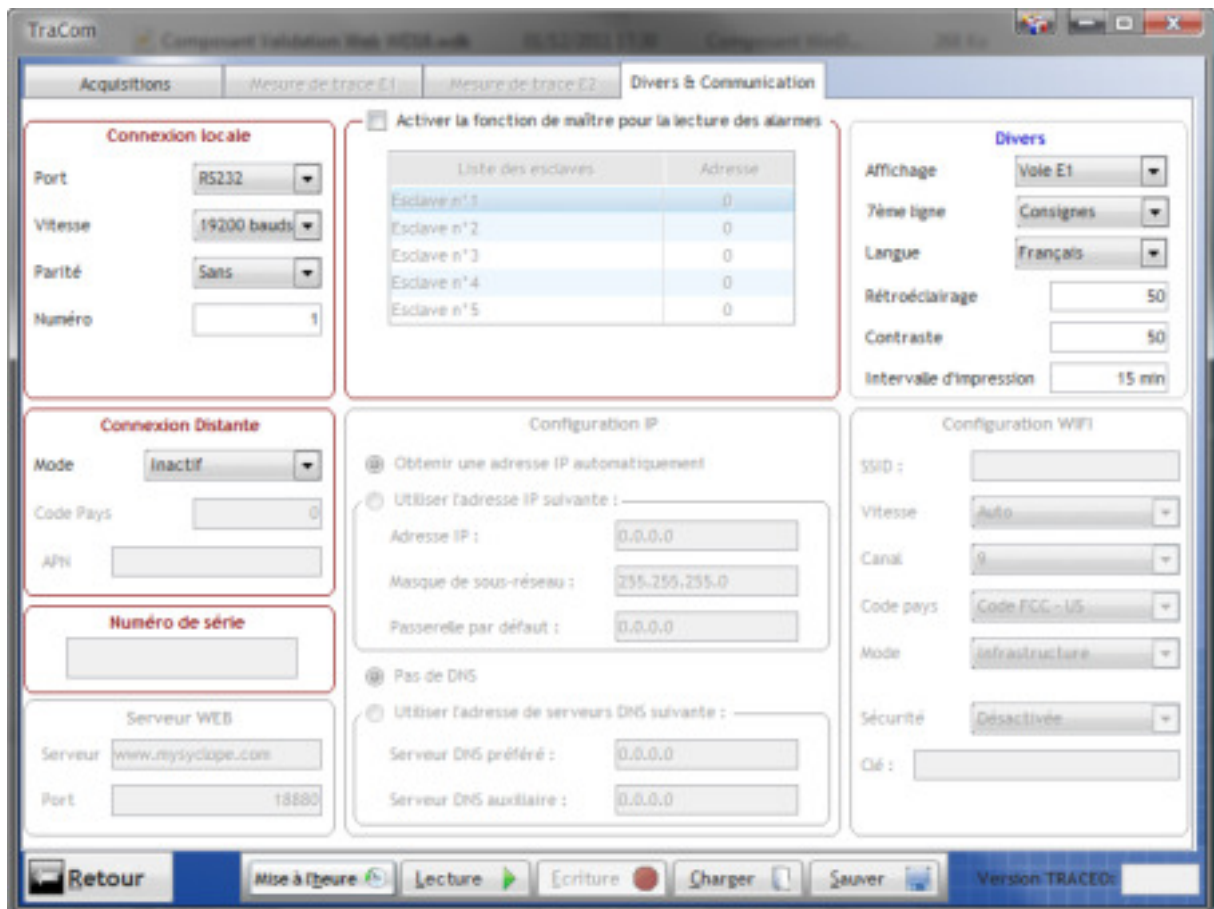 TraCom
Composant Validation Web
Acquisitions
Mesure de trace E1
Mesure de trace E2
Divers & Communication
Connexion locale
Port
RS232
Vitesse
19200 bauds
Parité
Sans
Numéro
1
Activer la fonction de maître pour la lecture des alarmes
Liste des esclaves
Adresse
Esclave n°1
0
Esclave n°2
0
Esclave n°3
0
Esclave n°4
0
Esclave n°5
0
Divers
Affichage
Voie E1
7ème ligne
Consignes
Langue
Français
Rétroéclairage
50
Contraste
50
Intervalle d'impression
15 min
Connexion Distante
Mode
Inactif
Code Pays
0
APN
Numéro de série
Serveur WEB
Serveur
www.mysyclope.com
Port
18880
Configuration IP
Obtenir une adresse IP automatiquement
Utiliser l'adresse IP suivante :
Adresse IP :
0.0.0.0
Masque de sous-réseau :
255.255.255.0
Passerelle par défaut :
0.0.0.0
Pas de DNS
Utiliser l'adresse de serveurs DNS suivante :
Serveur DNS préféré :
0.0.0.0
Serveur DNS auxiliaire :
0.0.0.0
Configuration WIFI
SSID :
Vitesse
Auto
Canal
9
Code pays
Code FCC - US
Mode
Infrastructure
Sécurité
Désactivée
Clé :
Retour
Mise à l'heure
Lecture
Ecriture
Charger
Sauver
Version TRACEO: